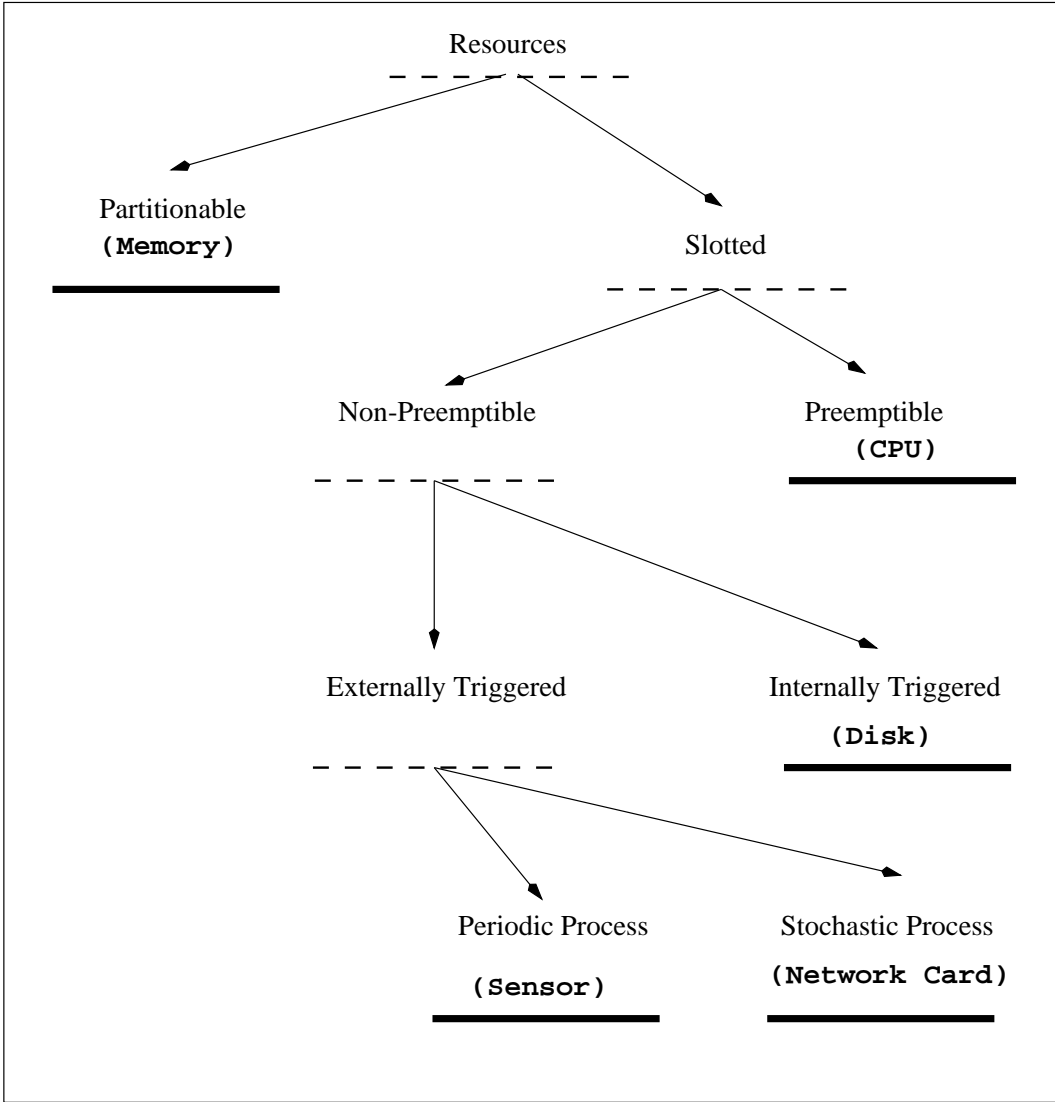 Resources
Partitionable
(Memory)
Slotted
Non-Preemptible
Preemptible
(CPU)
Externally Triggered
Internally Triggered
(Disk)
Periodic Process
(Sensor)
Stochastic Process
(Network Card)